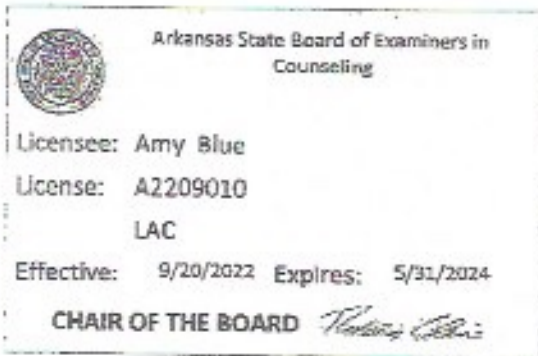 Arkansas State Board of Examiners in
Counseling
Licensee: Amy Blue
License: A2209010
LAC
Effective: 9/20/2022 Expires: 5/31/2024
CHAIR OF THE BOARD